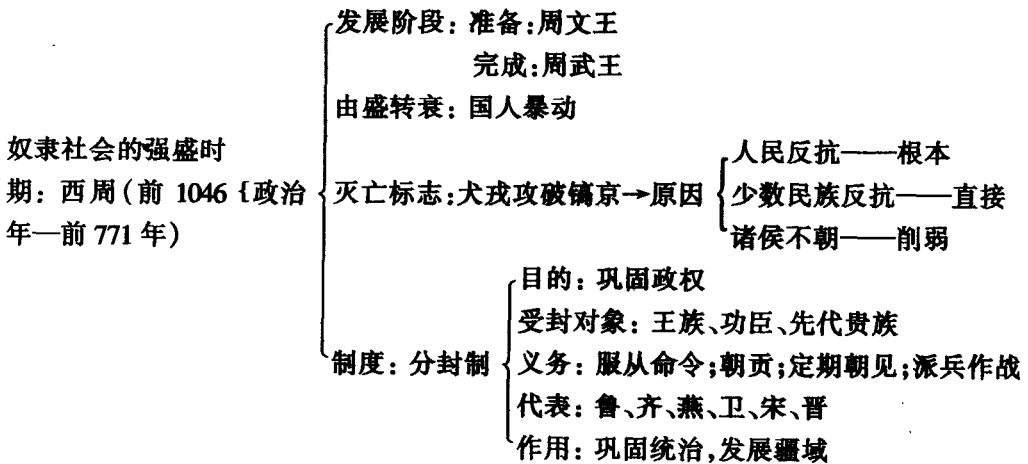 发展阶段：准备：周文王
完成：周武王
由盛转衰：国人暴动
奴隶社会的强盛时
期：西周（前 1046 {政治
年—前 771 年）
灭亡标志：犬戎攻破镐京→原因
人民反抗——根本
少数民族反抗——直接
诸侯不朝——削弱
制度：分封制
目的：巩固政权
受封对象：王族、功臣、先代贵族
义务：服从命令；朝贡；定期朝见；派兵作战
代表：鲁、齐、燕、卫、宋、晋
作用：巩固统治，发展疆域